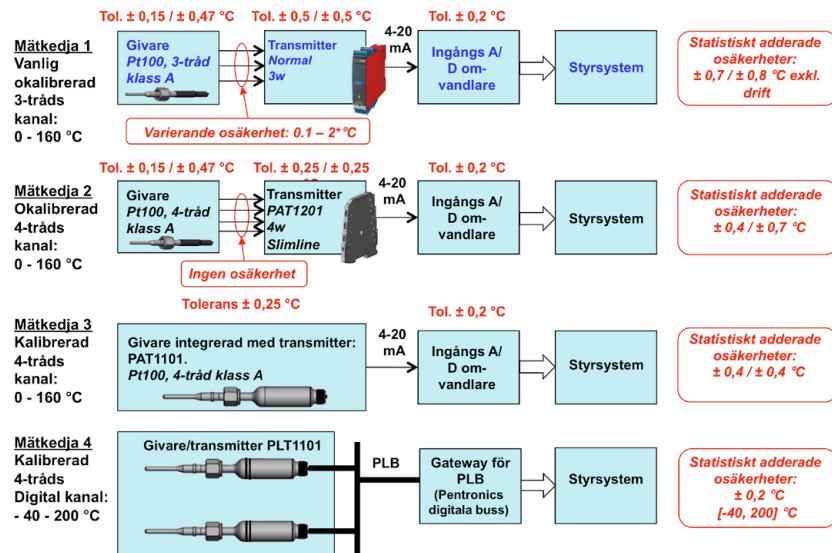 Tol. ± 0,15 / ± 0,47 °C
Tol. ± 0,5 / ± 0,5 °C
Tol. ± 0,2 °C
Mätkedja 1
Vanlig
okalibrerad
3-tråds
kanal:
0 - 160 °C
Givare
Pt100, 3-tråd
klass A
Transmitter
Normal
3w
4-20
mA
Ingångs A/
D om-
vandlare
Styrsystem
Statistiskt adderade
osäkerheter:
± 0,7 / ± 0,8 °C exkl.
drift
Varierande osäkerhet: 0.1 – 2⁺°C
Tol. ± 0,15 / ± 0,47 °C
Tol. ± 0,25 / ± 0,25
Tol. ± 0,2 °C
Mätkedja 2
Okalibrerad
4-tråds
kanal:
0 - 160 °C
Givare
Pt100, 4-tråd
klass A
Transmitter
PAT1201
4w
Slimline
4-20
mA
Ingångs A/
D om-
vandlare
Styrsystem
Statistiskt adderade
osäkerheter:
± 0,4 / ± 0,7 °C
Ingen osäkerhet
Tolerans ± 0,25 °C
Tol. ± 0,2 °C
Mätkedja 3
Kalibrerad
4-tråds
kanal:
0 - 160 °C
Givare integrerad med transmitter:
PAT1101.
Pt100, 4-tråd klass A
4-20
mA
Ingångs A/
D om-
vandlare
Styrsystem
Statistiskt adderade
osäkerheter:
± 0,4 / ± 0,4 °C
Mätkedja 4
Kalibrerad
4-tråds
Digital kanal:
- 40 - 200 °C
Givare/transmitter PLT1101
PLB
Gateway för
PLB
(Pentronics
digitala buss)
Styrsystem
Statistiskt adderade
osäkerheter:
± 0,2 °C
[-40, 200] °C